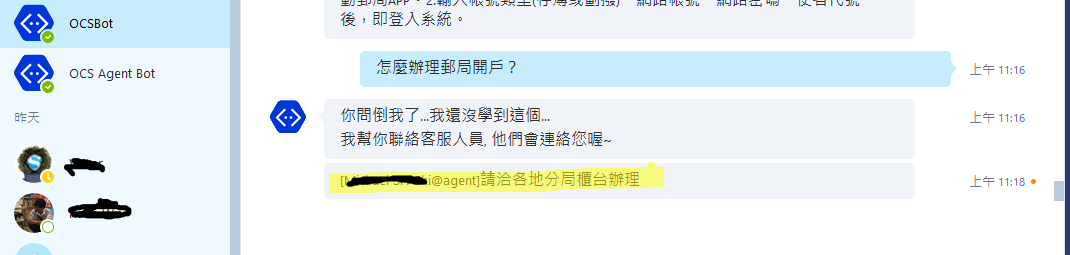 OCSBot
OCS Agent Bot
昨天
後，即登入系統。
怎麼辦理郵局開戶？
上午 11:16
你問倒我了...我還沒學到這個...
我幫你聯絡客服人員, 他們會連絡您喔~
上午 11:16
@agent]請洽各地分局櫃台辦理
上午 11:18